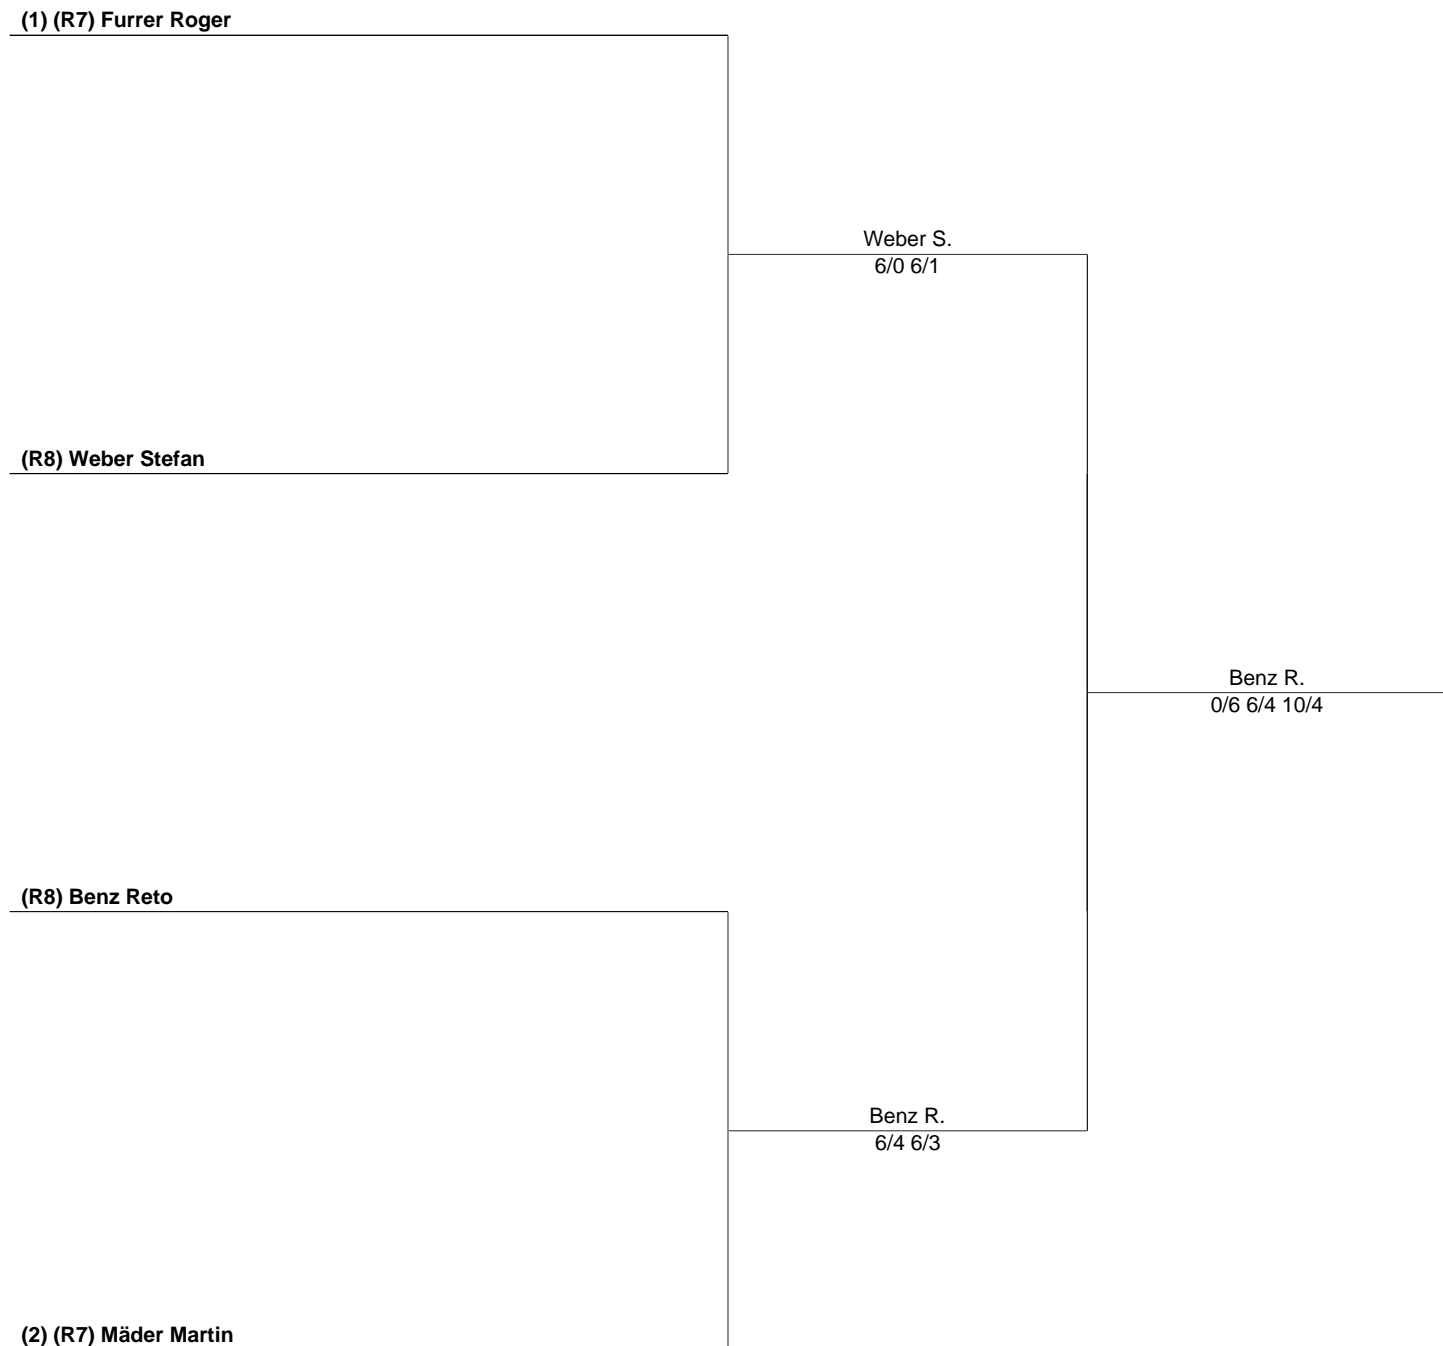 (1) (R7) Furrer Roger
Weber S.
6/0 6/1
(R8) Weber Stefan
Benz R.
0/6 6/4 10/4
(R8) Benz Reto
Benz R.
6/4 6/3
(2) (R7) Mäder Martin